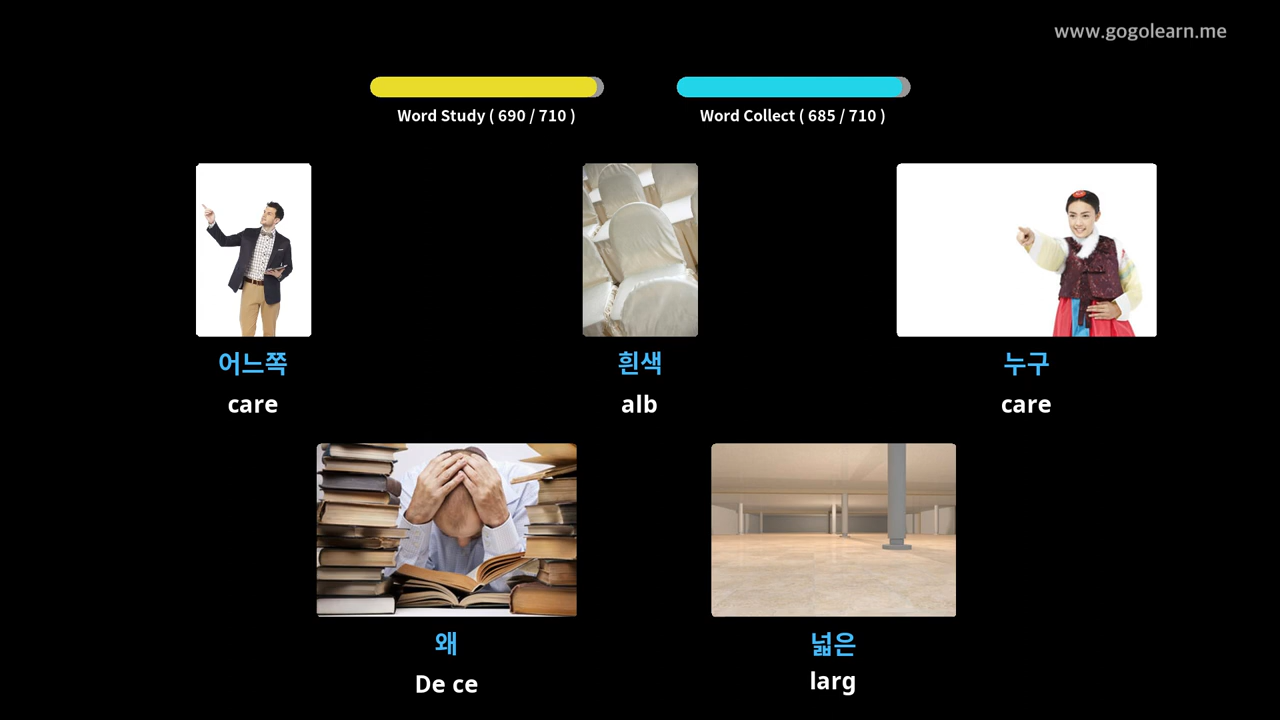 www.gogolearn.me
Word Study ( 690 / 710 )
Word Collect ( 685 / 710 )
어느쪽
care
흰색
alb
누구
care
왜
De ce
넓은
larg